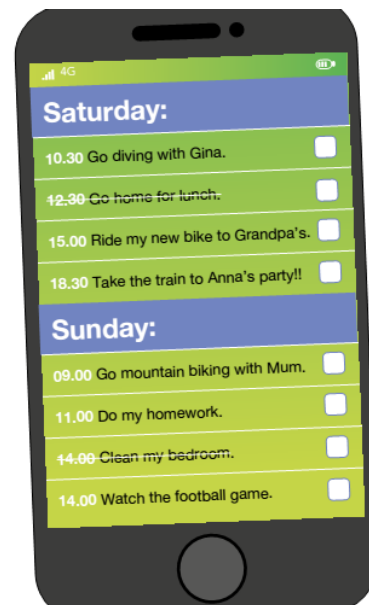 4G
Saturday:
10.30 Go diving with Gina.
12.30 Go home for lunch.
15.00 Ride my new bike to Grandpa's.
18.30 Take the train to Anna's party!!
Sunday:
09.00 Go mountain biking with Mum.
11.00 Do my homework.
14.00 Clean my bedroom.
14.00 Watch the football game.